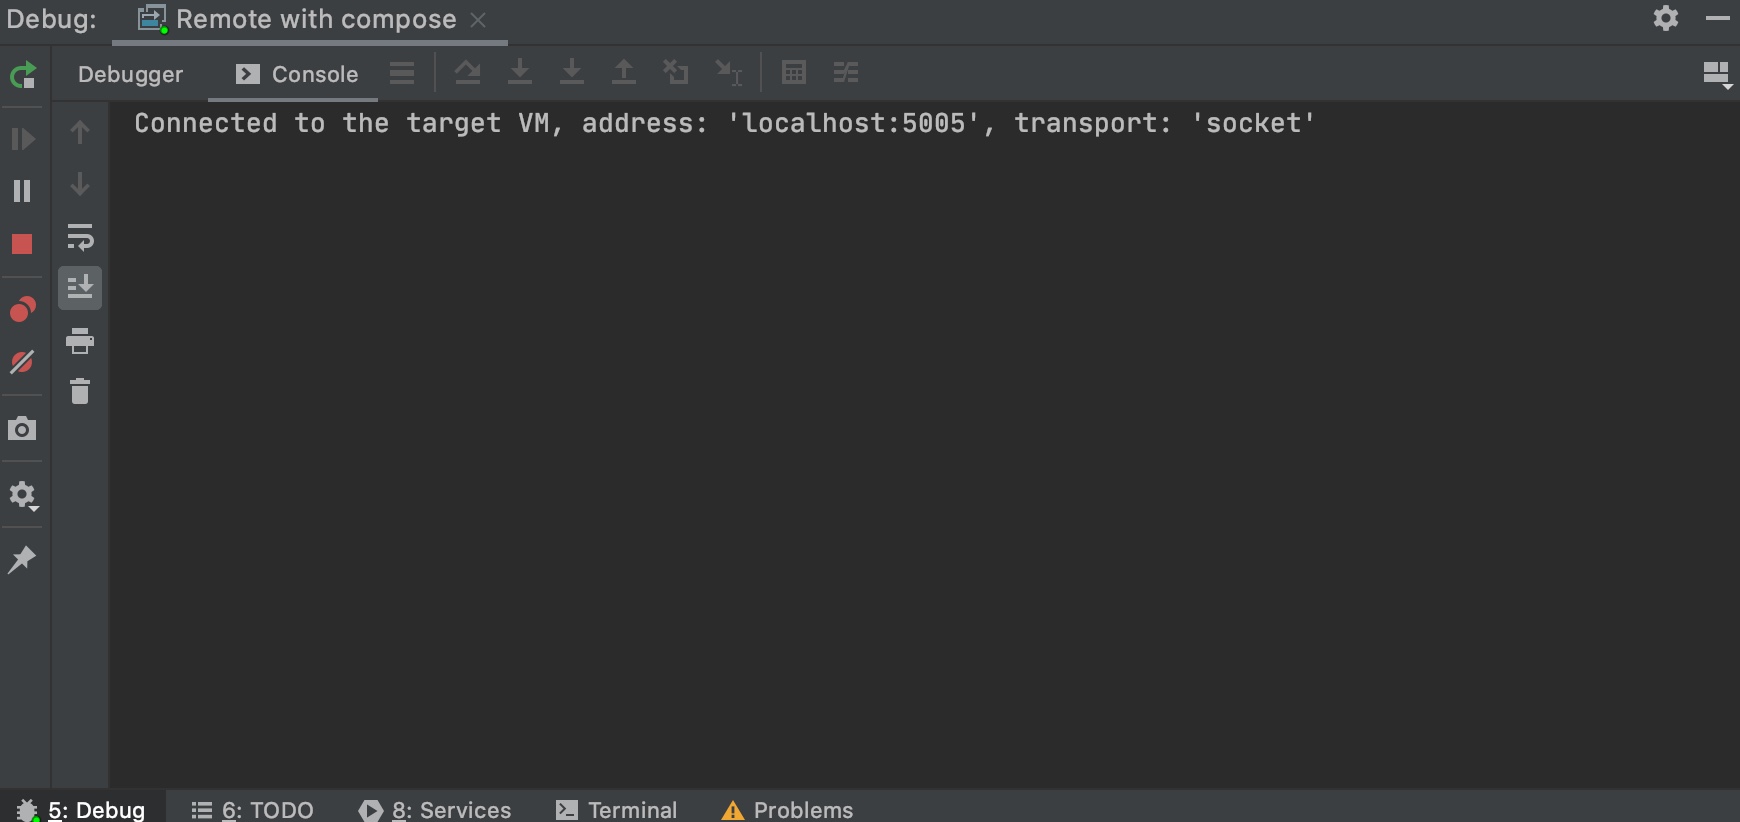 Debug: Remote with compose
Debugger Console
Connected to the target VM, address: 'localhost:5005', transport: 'socket'
5: Debug 6: TODO 8: Services Terminal Problems